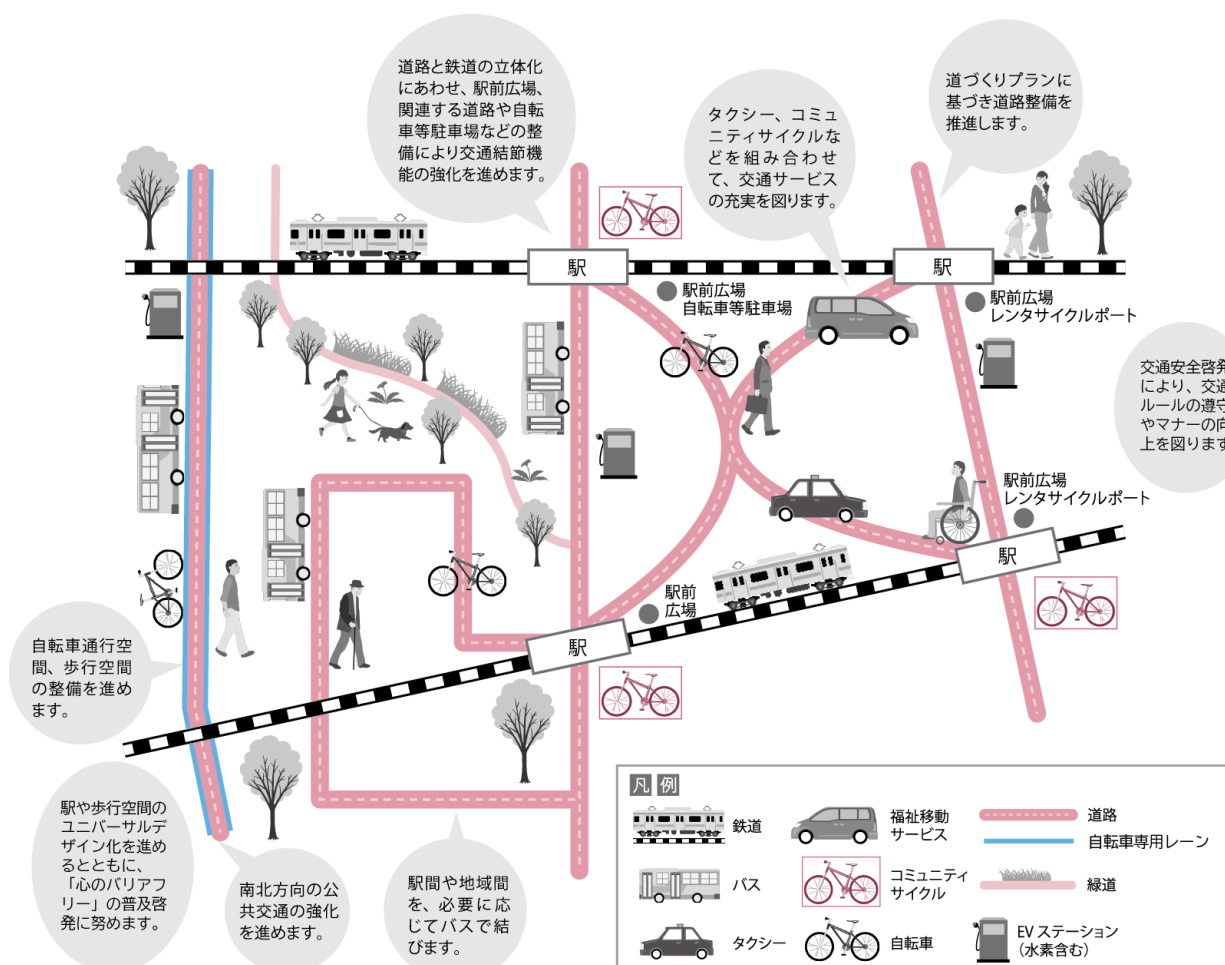 道路と鉄道の立体化
にあわせ、駅前広場、
関連する道路や自転
車等駐車場などの整
備により交通結節機
能の強化を進めます。
タクシー、コミュ
ニティサイクルな
どを組み合わせ
て、交通サービス
の充実を図ります。
道づくりプランに
基づき道路整備を
推進します。
駅
駅
駅前広場
自転車等駐車場
駅前広場
レンタサイクルポート
交通安全啓発
により、交通
ルールの遵守
やマナーの向
上を図ります
駅前広場
レンタサイクルポート
駅
駅前
広場
駅
自転車通行空
間、歩行空間
の整備を進め
ます。
駅や歩行空間の
ユニバーサルデ
ザイン化を進め
るとともに、
「心のバリアフ
リー」の普及啓
発に努めます。
南北方向の公
共交通の強化
を進めます。
駅間や地域間
を、必要に応
じてバスで結
びます。
凡例
鉄道
福祉移動
サービス
道路
自転車専用レーン
バス
コミュニティ
サイクル
緑道
タクシー
自転車
EVステーション
（水素含む）